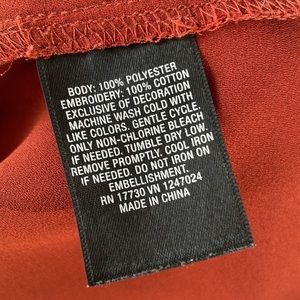 BODY: 100% POLYESTER
EMBROIDERY: 100% COTTON
EXCLUSIVE OF DECORATION
MACHINE WASH COLD WITH
LIKE COLORS. GENTLE CYCLE.
ONLY NON-CHLORINE BLEACH
IF NEEDED. TUMBLE DRY LOW.
REMOVE PROMPTLY. COOL IRON
IF NEEDED. DO NOT IRON ON
EMBELLISHMENT.
RN 17730 VN 1247024
MADE IN CHINA